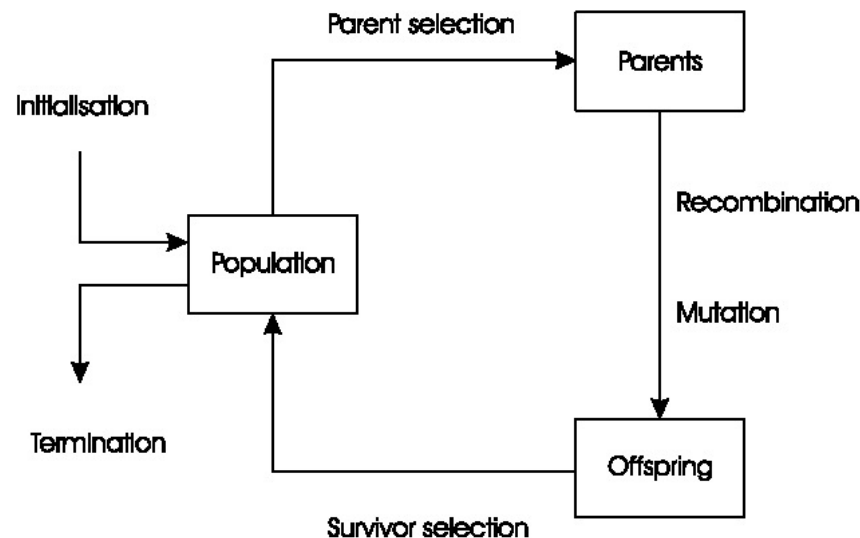 Parent selection
Parents
Initialisation
Recombination
Population
Mutation
Termination
Offspring
Survivor selection